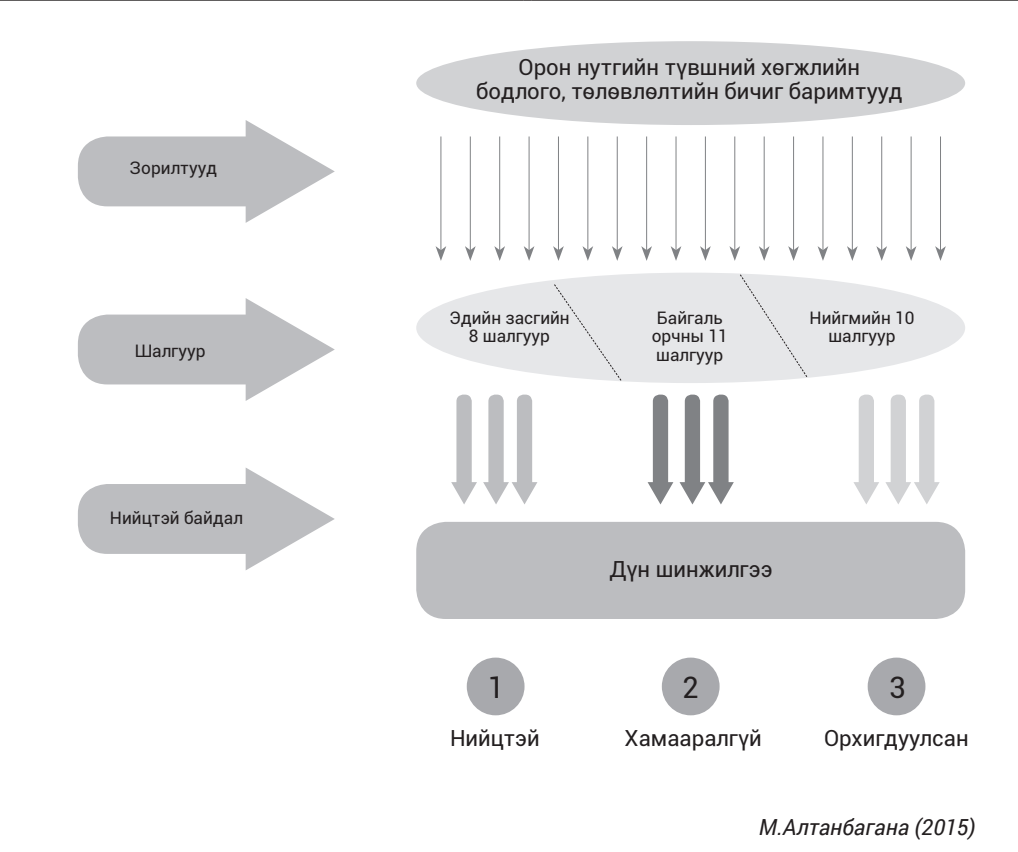 Орон нутгийн түвшний хөгжлийн
бодлого, төлөвлөлтийн бичиг баримтууд
Зорилтууд
Эдийн засгийн
8 шалгуур
Байгаль
орчны 11
шалгуур
Нийгмийн 10
шалгуур
Шалгуур
Нийцтэй байдал
Дүн шинжилгээ
1
Нийцтэй
2
Хамааралгүй
3
Орхигдуулсан
М.Алтанбагана (2015)